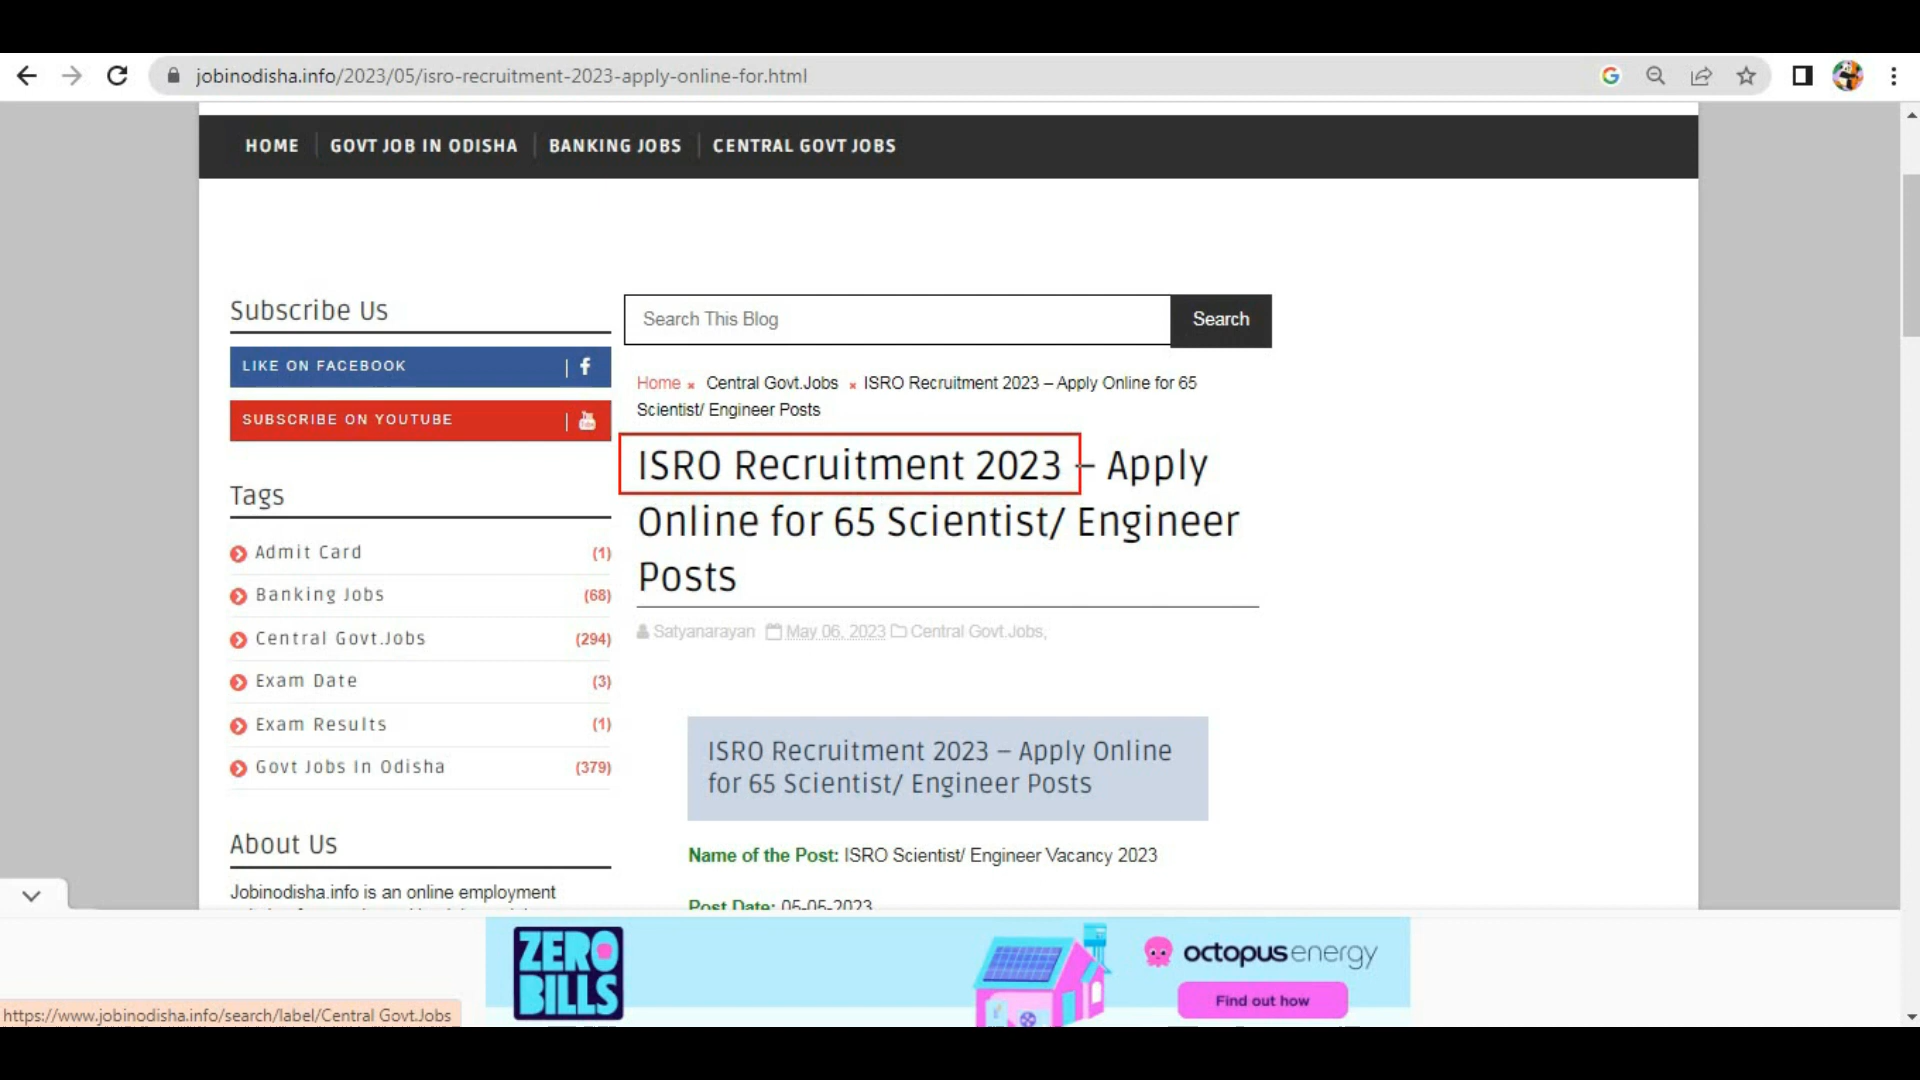 jobinodisha.info/2023/05/isro-recruitment-2023-apply-online-for.html
HOME
GOVT JOB IN ODISHA
BANKING JOBS
CENTRAL GOVT JOBS
Subscribe Us
LIKE ON FACEBOOK
SUBSCRIBE ON YOUTUBE
Tags
Admit Card (1)
Banking Jobs (68)
Central Govt.Jobs (294)
Exam Date (3)
Exam Results (1)
Govt Jobs In Odisha (379)
About Us
Jobinodisha.info is an online employment
Search This Blog
Search
Home Central Govt.Jobs ISRO Recruitment 2023 – Apply Online for 65
Scientist/ Engineer Posts
ISRO Recruitment 2023 – Apply
Online for 65 Scientist/ Engineer
Posts
Satyanarayan May 06, 2023 Central Govt.Jobs,
ISRO Recruitment 2023 – Apply Online
for 65 Scientist/ Engineer Posts
Name of the Post: ISRO Scientist/ Engineer Vacancy 2023
Post Date: 05-05-2023
ZERO
BILLS
octopusenergy
Find out how
https://www.jobinodisha.info/search/label/Central Govt.Jobs